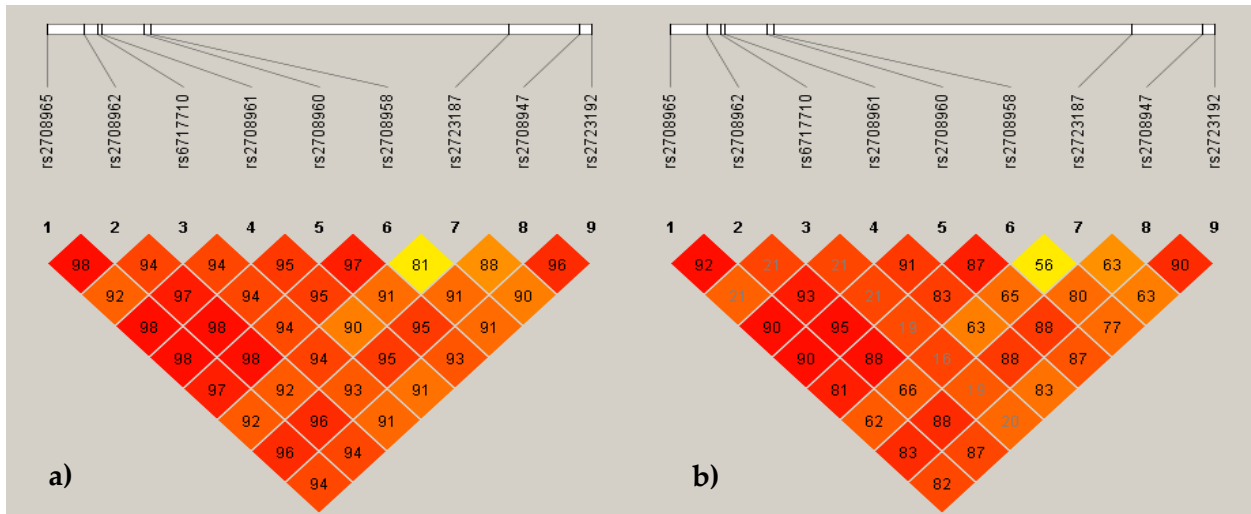 rs2708965
rs2708962
rs6717710
rs2708961
rs2708960
rs2708958
rs2723187
rs2708947
rs2723192
1 2 3 4 5 6 7 8 9
98 94 94 95 97 81 88 96
92 97 94 95 91 91 90
98 98 94 90 95 91
98 98 94 95 93
97 92 93 91
92 96 91
96 94
94
a)
rs2708965
rs2708962
rs6717710
rs2708961
rs2708960
rs2708958
rs2723187
rs2708947
rs2723192
1 2 3 4 5 6 7 8 9
92 21 21 91 87 56 63 90
21 93 21 83 65 80 63
90 95 63 88 77
90 88 16 88 87
81 66 83
62 88 20
83 87
82
b)